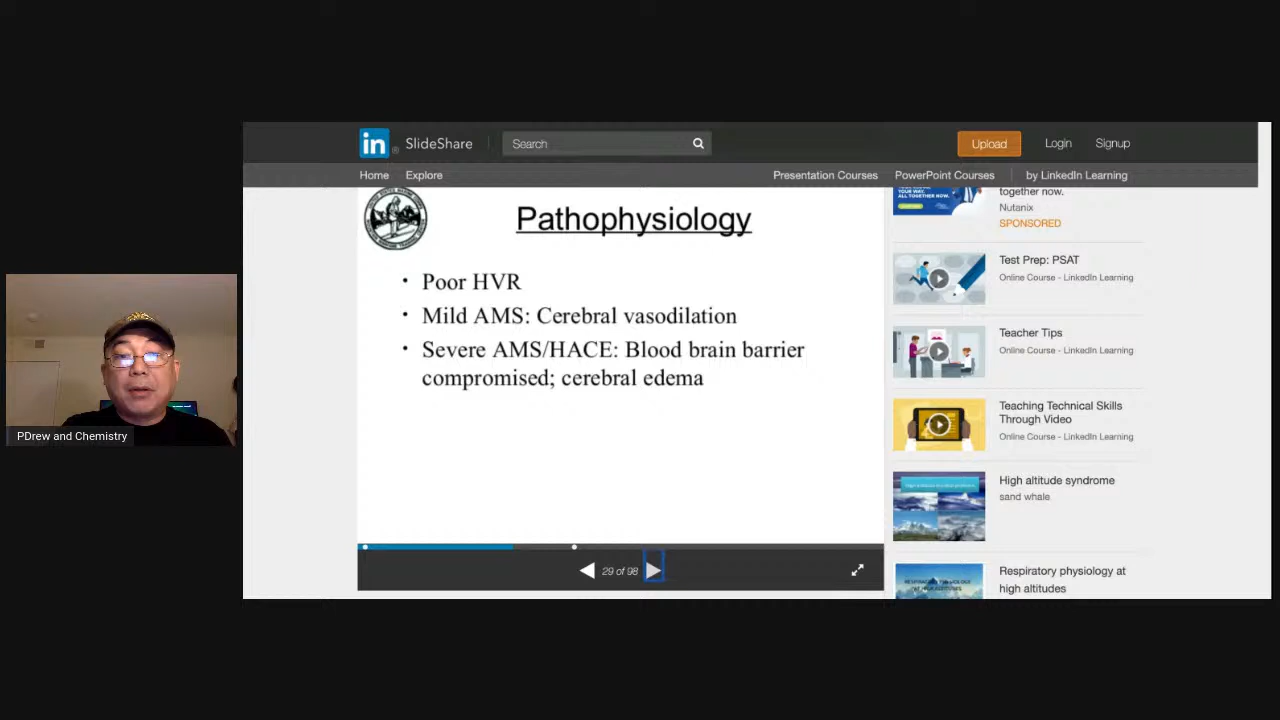 in SlideShare Search Upload Login Signup
Home Explore Presentation Courses PowerPoint Courses by LinkedIn Learning
Pathophysiology
• Poor HVR
• Mild AMS: Cerebral vasodilation
• Severe AMS/HACE: Blood brain barrier
compromised; cerebral edema
29 of 98
together now.
Nutanix
SPONSORED
Test Prep: PSAT
Online Course - LinkedIn Learning
Teacher Tips
Online Course - LinkedIn Learning
Teaching Technical Skills
Through Video
Online Course - LinkedIn Learning
High altitude syndrome
sand whale
Respiratory physiology at
high altitudes
PDrew and Chemistry